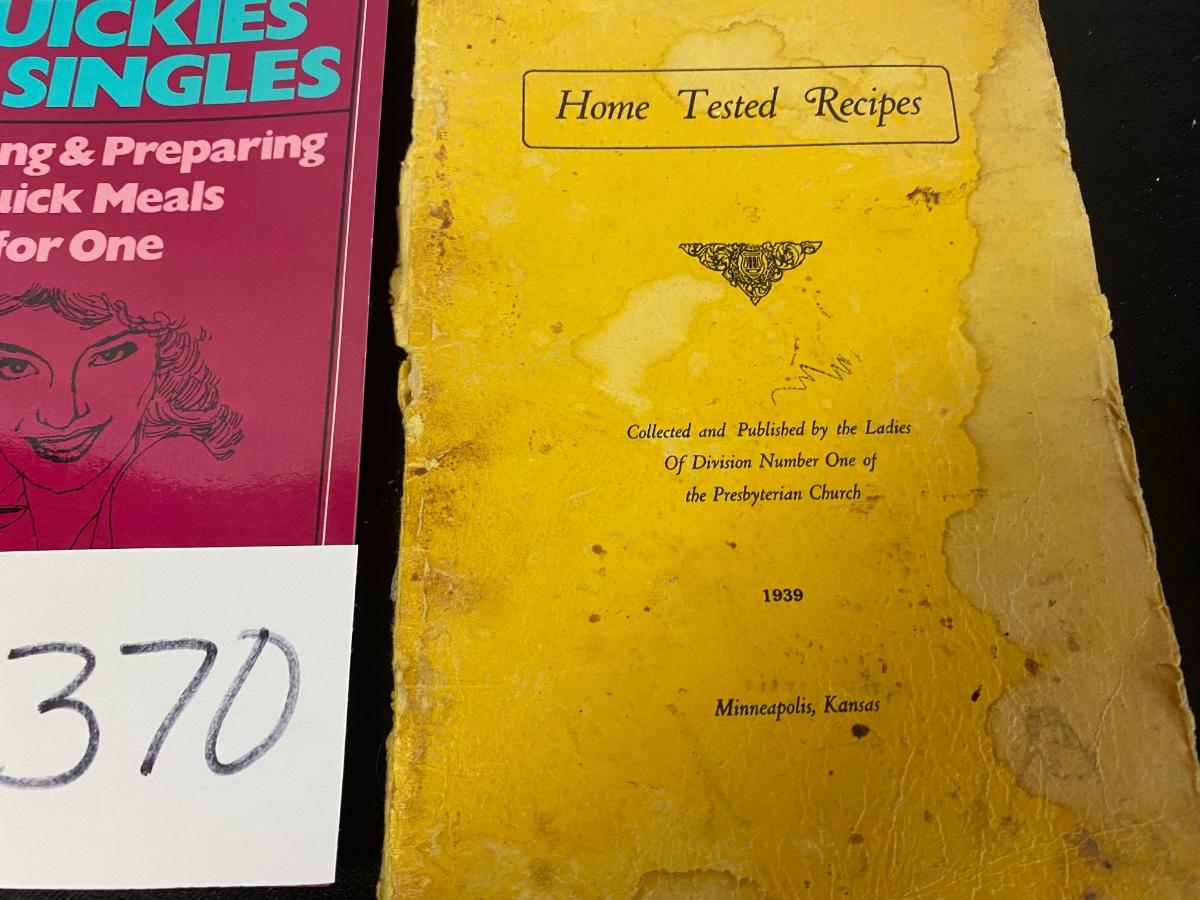 UICKIES
SINGLES
ng & Preparing
uick Meals
for One
370
Home Tested Recipes
Collected and Published by the Ladies
Of Division Number One of
the Presbyterian Church
1939
Minneapolis, Kansas